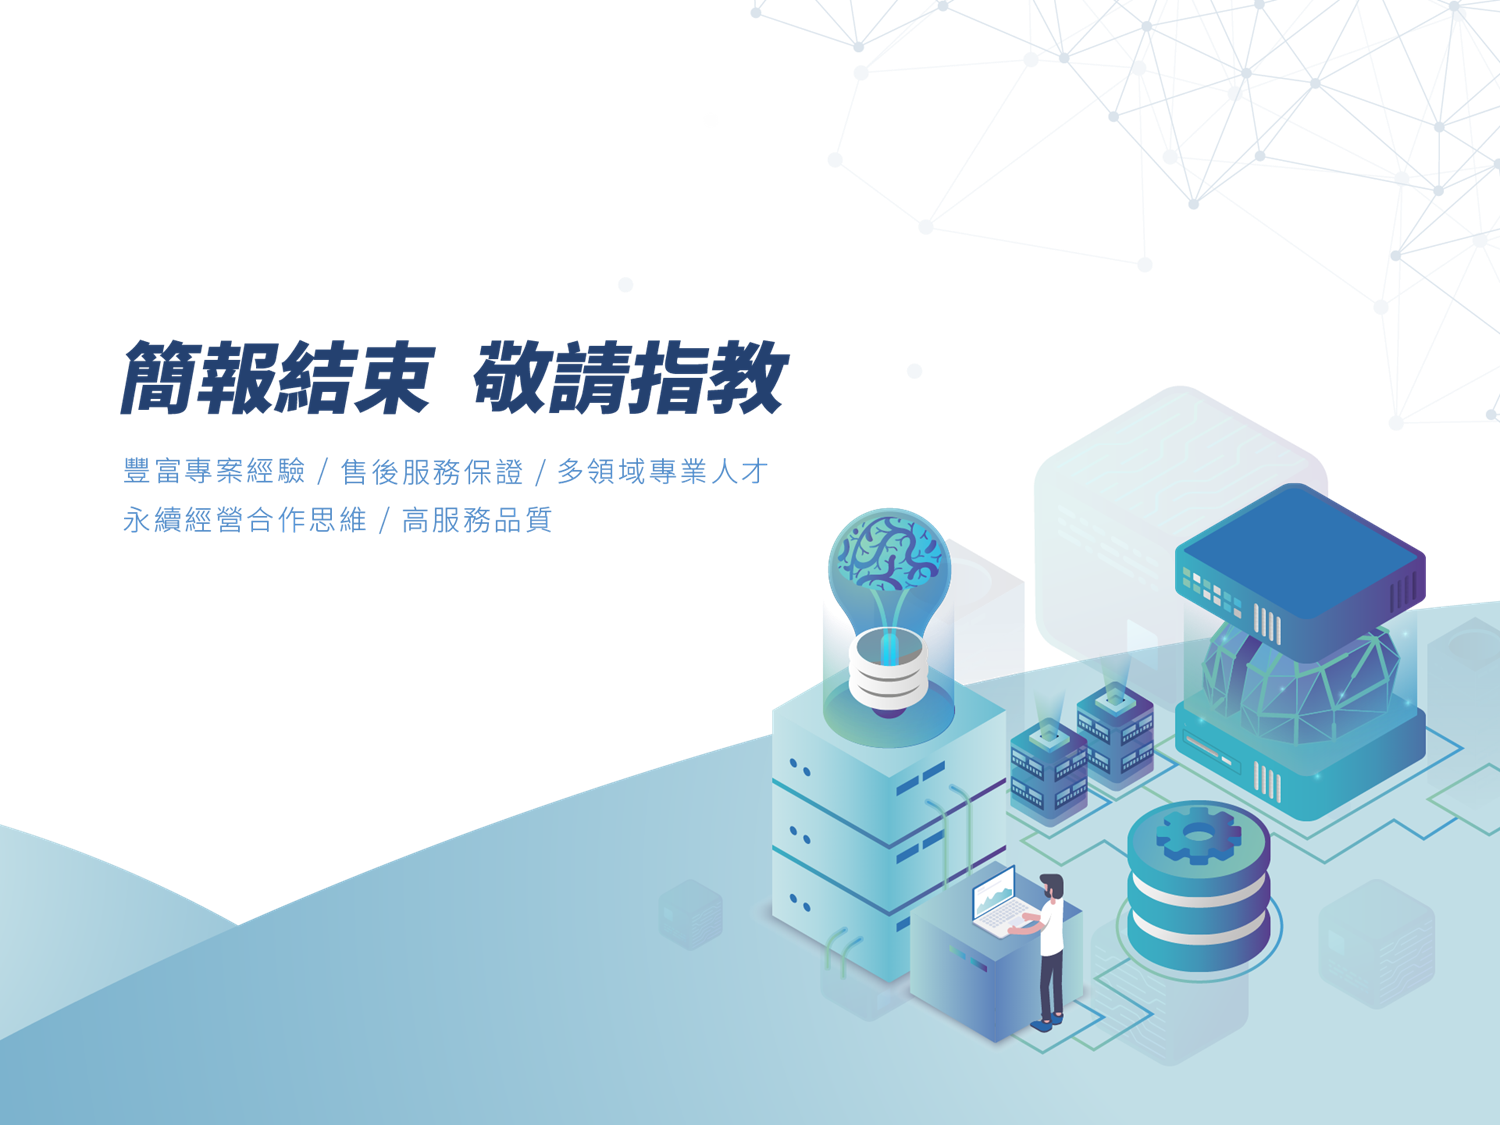 簡報結束 敬請指教
豐富專案經驗 / 售後服務保證 / 多領域專業人才
永續經營合作思維 / 高服務品質